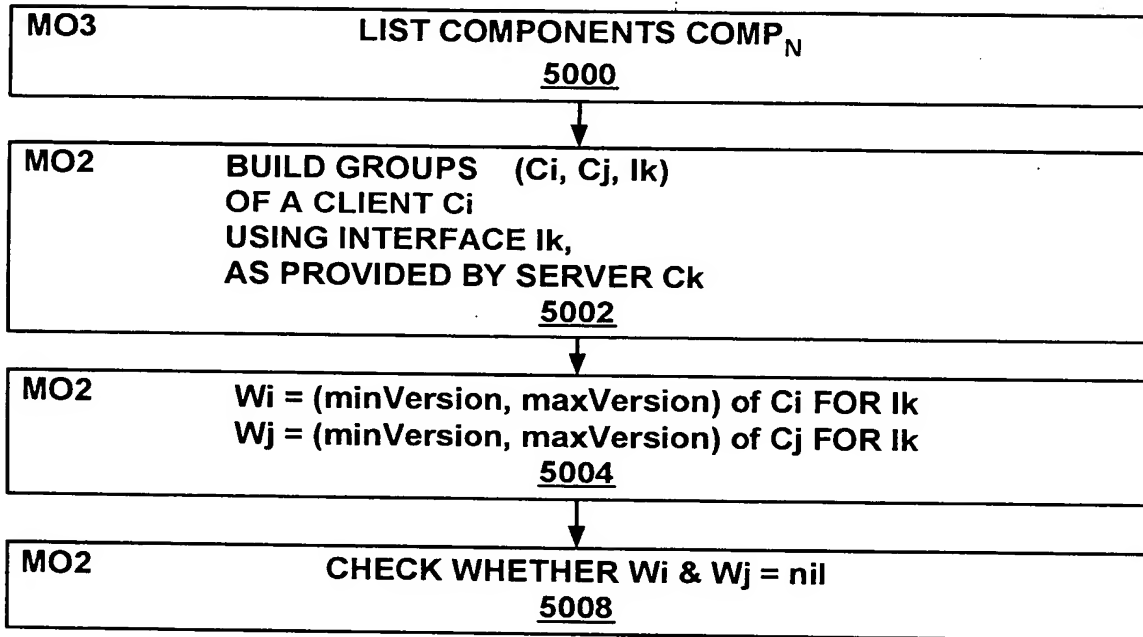 MO3 LIST COMPONENTS COMP_N
5000
MO2 BUILD GROUPS (Ci, Cj, Ik)
OF A CLIENT Ci
USING INTERFACE Ik,
AS PROVIDED BY SERVER Ck
5002
MO2 Wi = (minVersion, maxVersion) of Ci FOR Ik
Wj = (minVersion, maxVersion) of Cj FOR Ik
5004
MO2 CHECK WHETHER Wi & Wj = nil
5008